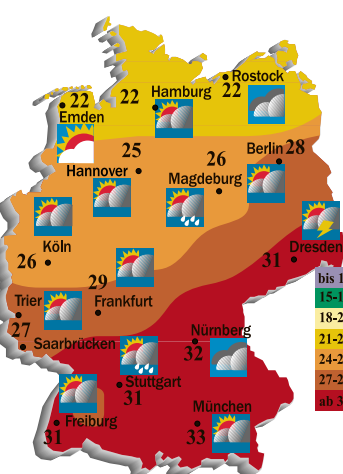 Rostock
22 22 22
Hamburg
Emden
25 26 Berlin 28
Hannover
Magdeburg
Köln
26
Dresden
31
29
Trier Frankfurt
27
Saarbrücken
Nürnberg
32
Stuttgart
31
München
Freiburg
31 33
bis 1
15-1
18-2
21-2
24-2
27-2
ab 3